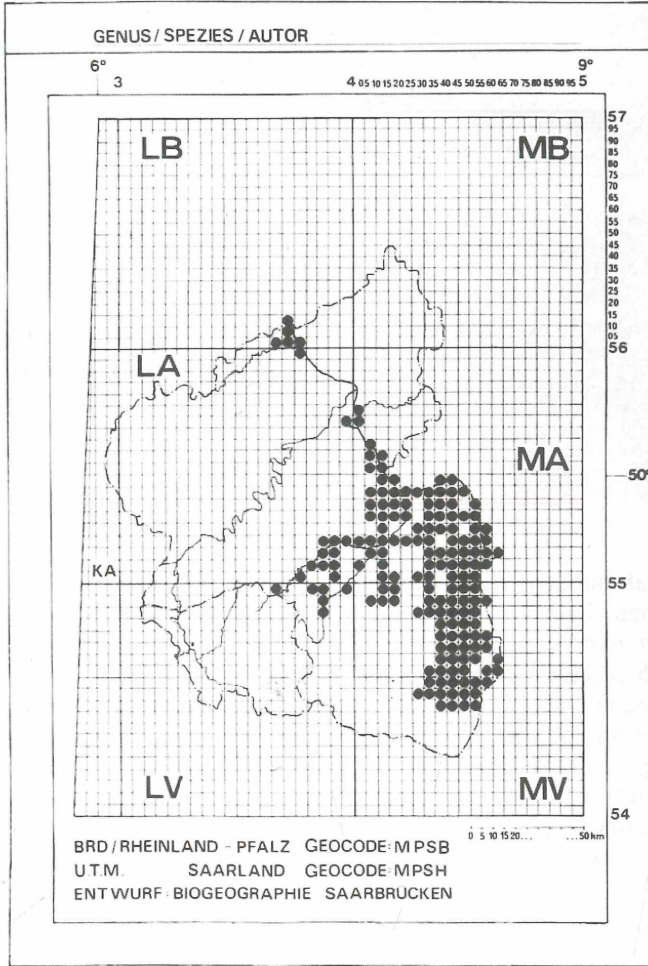 GENUS / SPEZIES / AUTOR
6° 9°
3 4 05 10 15 20 25 30 35 40 45 50 55 60 65 70 75 80 85 90 95 5
LB MB 57
95
90
85
80
75
70
65
60
55
50
45
40
35
30
25
20
15
10
05
56
LA
MA
50°
KA
55
LV MV
54
0 5 10 15 20... ...50 km
BRD / RHEINLAND - PFALZ GEOCODE: MPSB
U.T.M. SAARLAND GEOCODE: MPSH
ENTWURF: BIOGEOGRAPHIE SAARBRÜCKEN